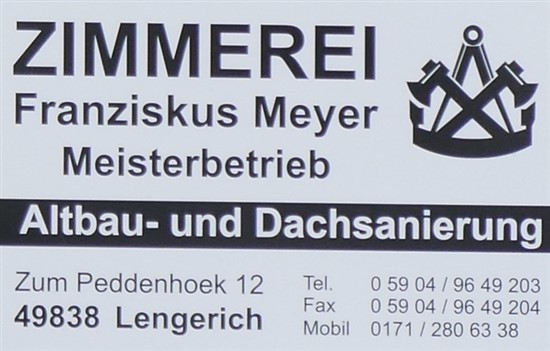 ZIMMEREI
Franziskus Meyer
Meisterbetrieb
Altbau- und Dachsanierung
Zum Peddenhoek 12
49838 Lengerich
Tel. 0 59 04 / 96 49 203
Fax 0 59 04 / 96 49 204
Mobil 0171 / 280 63 38